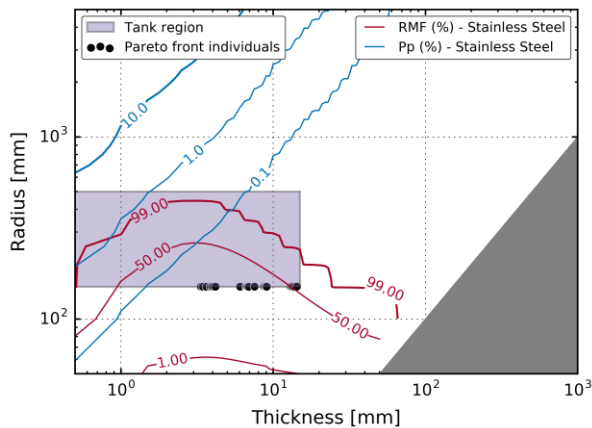 Tank region
Pareto front individuals
RMF (%) - Stainless Steel
Pp (%) - Stainless Steel
10.0
1.0
0.1
99.00
50.00
99.00
50.00
1.00
Radius [mm]
10³
10²
10⁰
10¹
10²
10³
Thickness [mm]